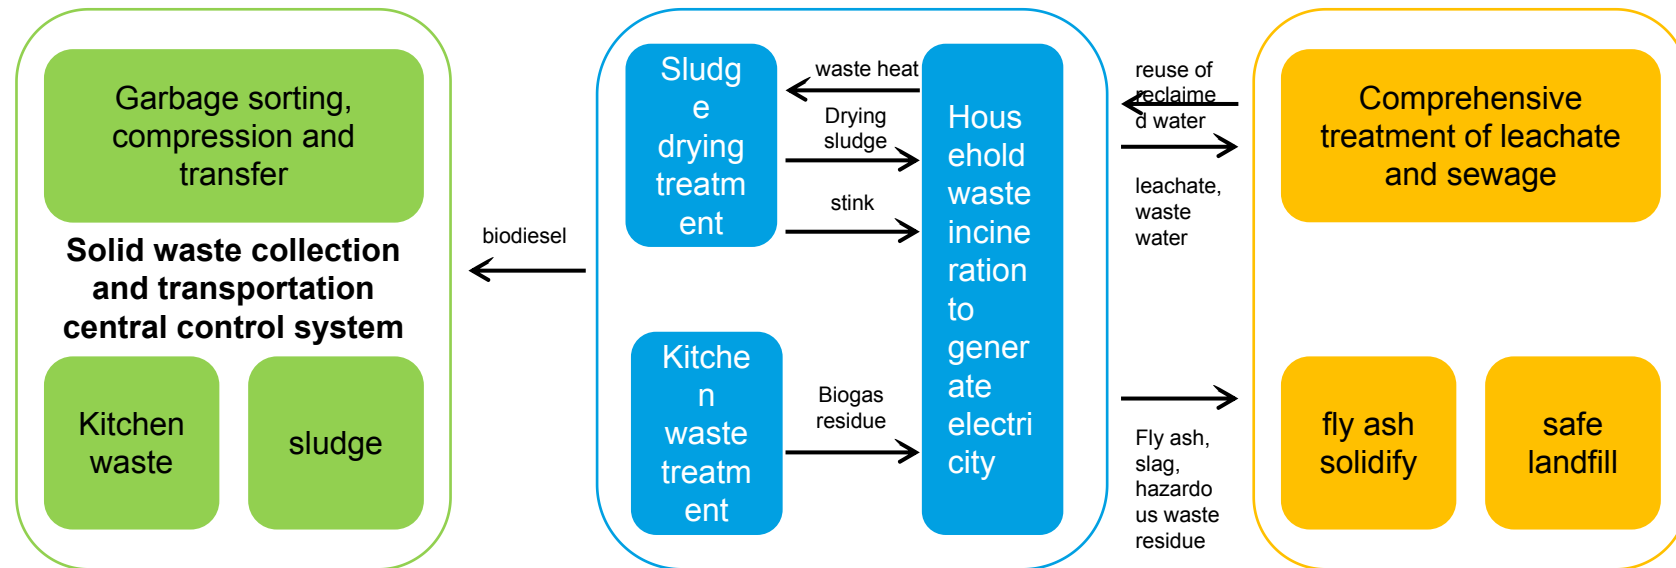 Garbage sorting,
compression and
transfer
Solid waste collection
and transportation
central control system
Kitchen
waste
sludge
biodiesel
Sludg
e
drying
treatm
ent
waste heat
Drying
sludge
stink
Kitche
n
waste
treatm
ent
Biogas
residue
Hous
ehold
waste
incine
ration
to
gener
ate
electri
city
reuse of
reclaime
d water
leachate,
waste
water
Fly ash,
slag,
hazardo
us waste
residue
Comprehensive
treatment of leachate
and sewage
fly ash
solidify
safe
landfill